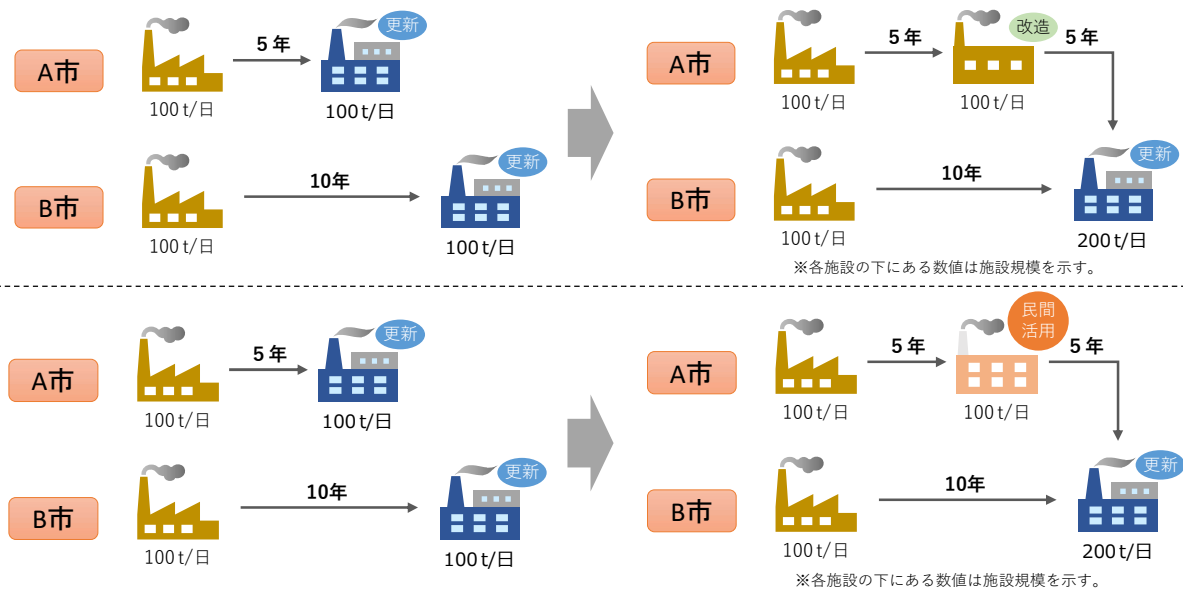 更新
5年
A市
100t/日
100t/日
更新
10年
B市
100t/日
100t/日
改造
5年
5年
A市
100t/日
100t/日
更新
10年
B市
100t/日
200t/日
※各施設の下にある数値は施設規模を示す。
更新
5年
A市
100t/日
100t/日
更新
10年
B市
100t/日
100t/日
民間
活用
5年
5年
A市
100t/日
100t/日
更新
10年
B市
100t/日
200t/日
※各施設の下にある数値は施設規模を示す。